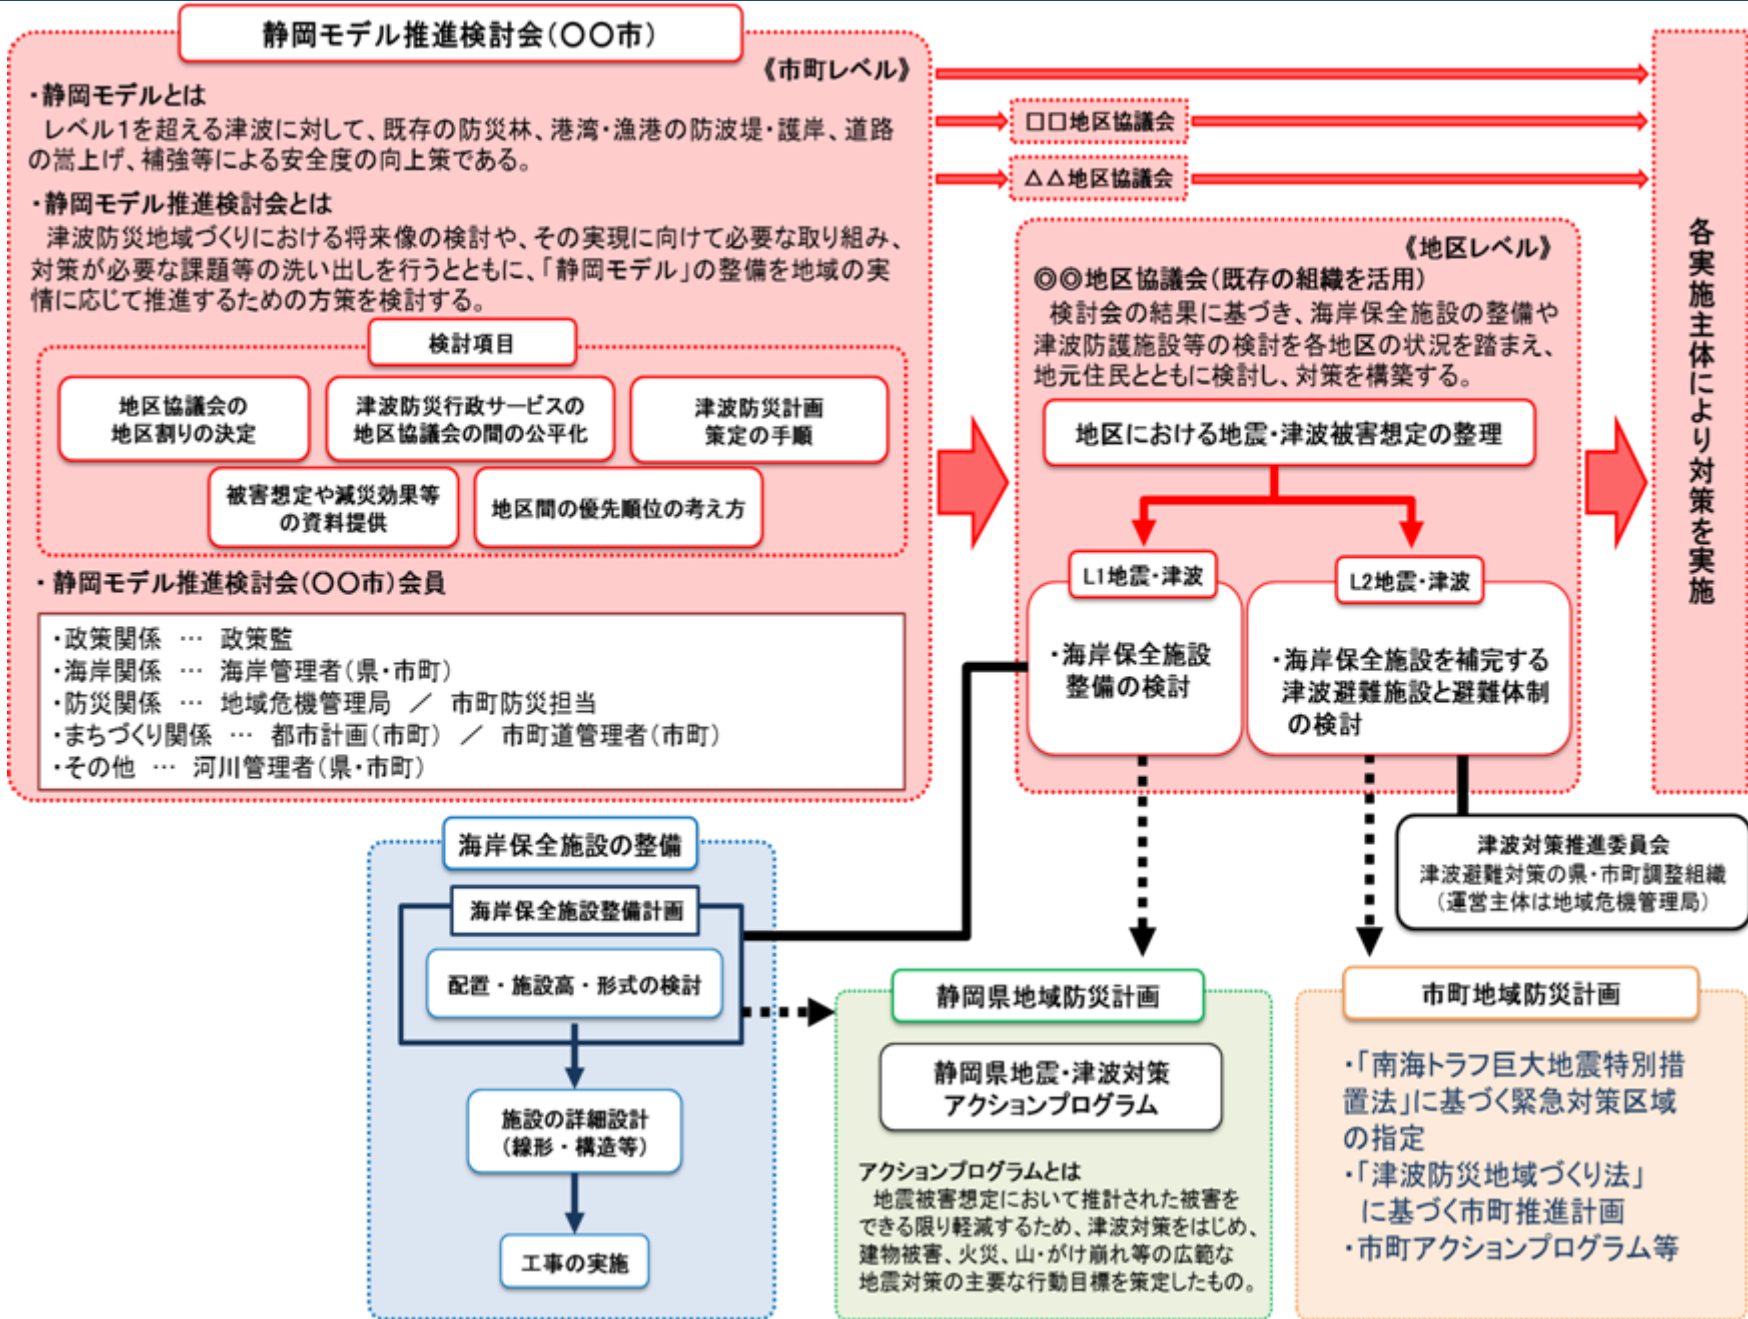 静岡モデル推進検討会(〇〇市)
《市町レベル》
・静岡モデルとは
レベル1を超える津波に対して、既存の防災林、港湾・漁港の防波堤・護岸、道路
の嵩上げ、補強等による安全度の向上策である。
・静岡モデル推進検討会とは
津波防災地域づくりにおける将来像の検討や、その実現に向けて必要な取り組み、
対策が必要な課題等の洗い出しを行うとともに、「静岡モデル」の整備を地域の実
情に応じて推進するための方策を検討する。
検討項目
地区協議会の
地区割りの決定
津波防災行政サービスの
地区協議会の間の公平化
津波防災計画
策定の手順
被害想定や減災効果等
の資料提供
地区間の優先順位の考え方
・静岡モデル推進検討会(〇〇市)会員
・政策関係 … 政策監
・海岸関係 … 海岸管理者(県・市町)
・防災関係 … 地域危機管理局 ／ 市町防災担当
・まちづくり関係 … 都市計画(市町) ／ 市町道管理者(市町)
・その他 … 河川管理者(県・市町)
□□地区協議会
△△地区協議会
《地区レベル》
◎◎地区協議会(既存の組織を活用)
検討会の結果に基づき、海岸保全施設の整備や
津波防護施設等の検討を各地区の状況を踏まえ、
地元住民とともに検討し、対策を構築する。
地区における地震・津波被害想定の整理
L1地震・津波
・海岸保全施設
整備の検討
L2地震・津波
・海岸保全施設を補完する
津波避難施設と避難体制
の検討
各実施主体により対策を実施
津波対策推進委員会
津波避難対策の県・市町調整組織
(運営主体は地域危機管理局)
海岸保全施設の整備
海岸保全施設整備計画
配置・施設高・形式の検討
施設の詳細設計
(線形・構造等)
工事の実施
静岡県地域防災計画
静岡県地震・津波対策
アクションプログラム
アクションプログラムとは
地震被害想定において推計された被害を
できる限り軽減するため、津波対策をはじめ、
建物被害、火災、山・がけ崩れ等の広範な
地震対策の主要な行動目標を策定したもの。
市町地域防災計画
・「南海トラフ巨大地震特別措
置法」に基づく緊急対策区域
の指定
・「津波防災地域づくり法」
に基づく市町推進計画
・市町アクションプログラム等